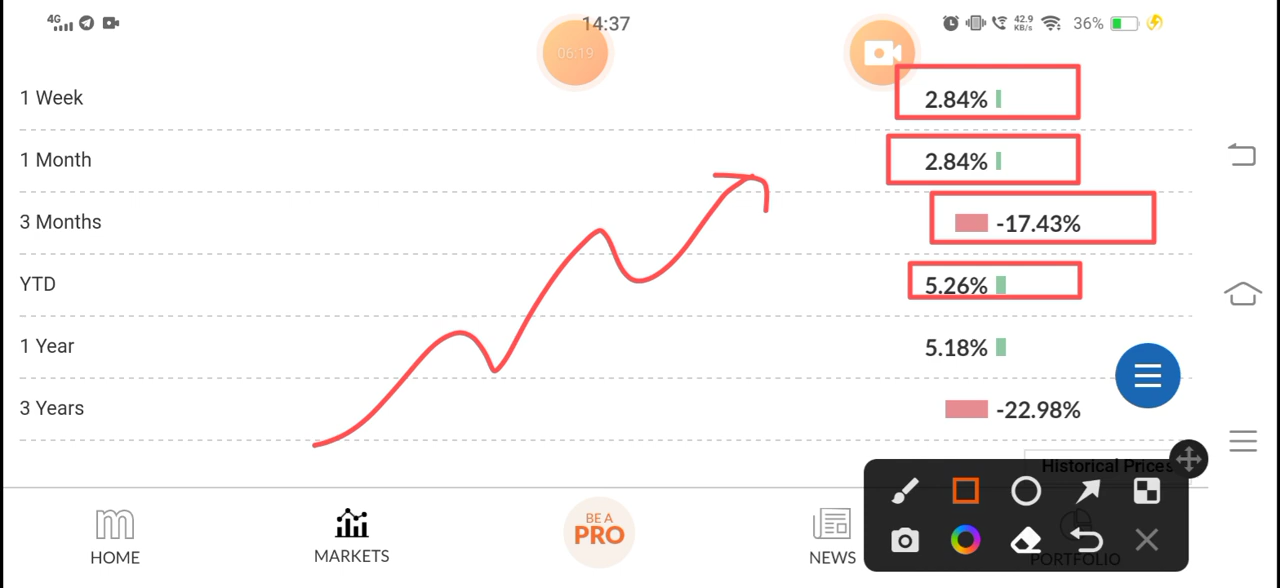 4G 14:37 42.9 KB/s 36%
06:19
1 Week 2.84%
1 Month 2.84%
3 Months -17.43%
YTD 5.26%
1 Year 5.18%
3 Years -22.98%
Historical Prices
m BE A PRO
HOME MARKETS NEWS PORTFOLIO